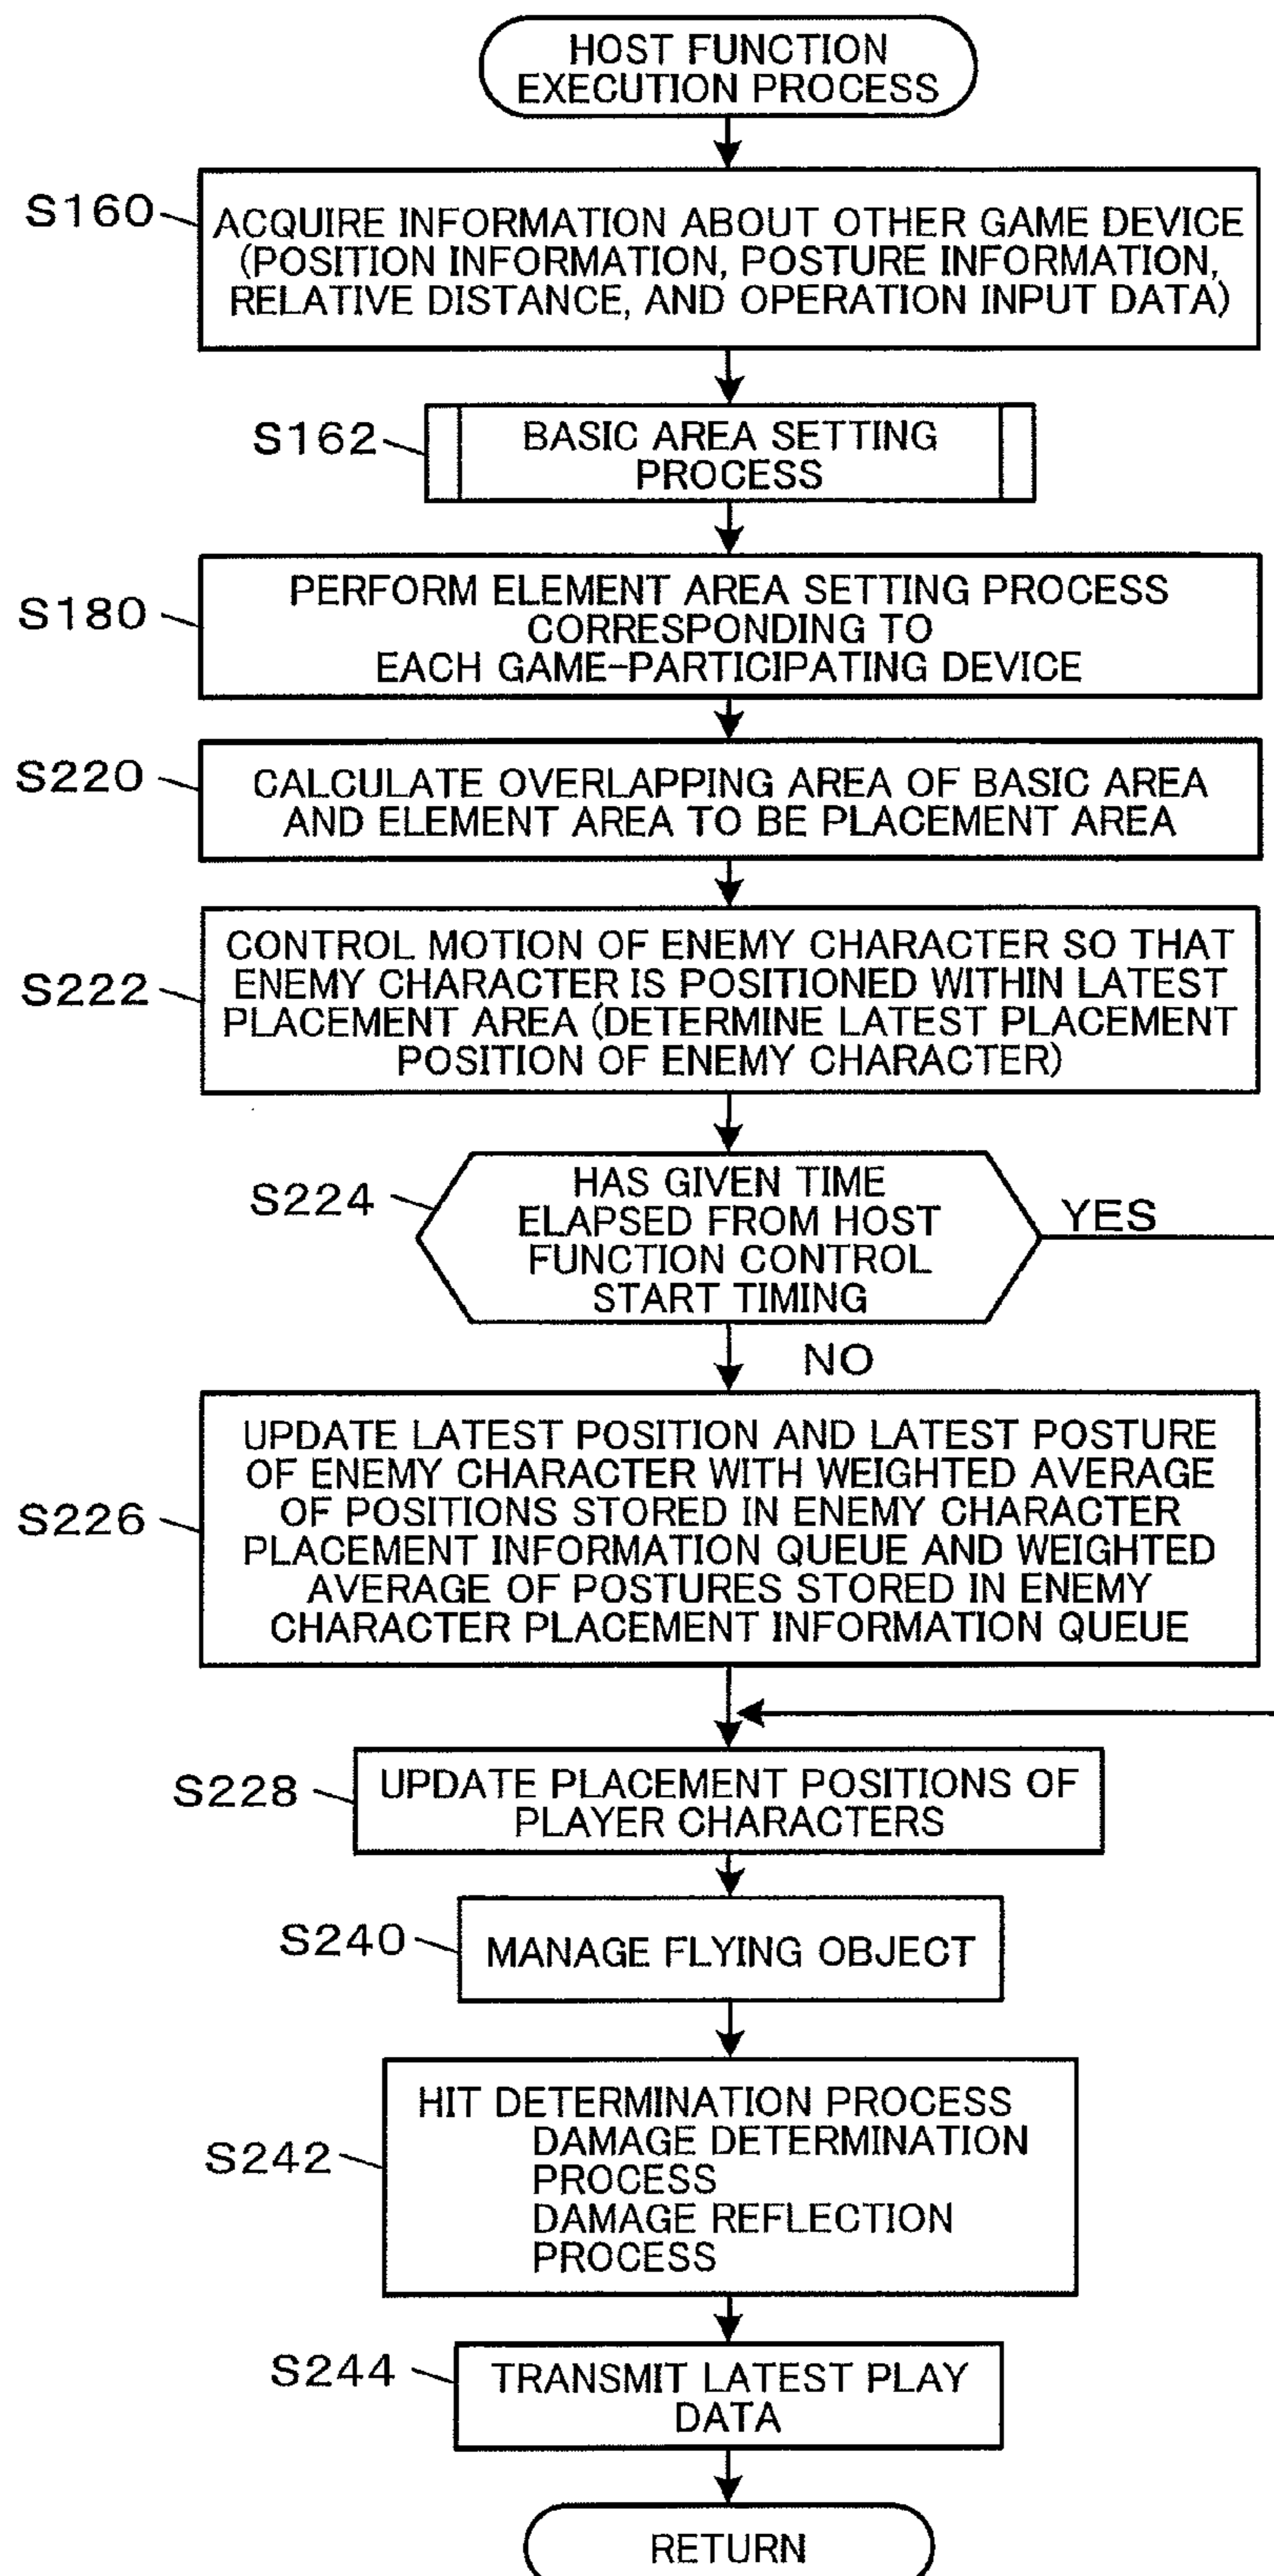 HOST FUNCTION
EXECUTION PROCESS
S160
ACQUIRE INFORMATION ABOUT OTHER GAME DEVICE
(POSITION INFORMATION, POSTURE INFORMATION,
RELATIVE DISTANCE, AND OPERATION INPUT DATA)
S162
BASIC AREA SETTING
PROCESS
S180
PERFORM ELEMENT AREA SETTING PROCESS
CORRESPONDING TO
EACH GAME-PARTICIPATING DEVICE
S220
CALCULATE OVERLAPPING AREA OF BASIC AREA
AND ELEMENT AREA TO BE PLACEMENT AREA
S222
CONTROL MOTION OF ENEMY CHARACTER SO THAT
ENEMY CHARACTER IS POSITIONED WITHIN LATEST
PLACEMENT AREA (DETERMINE LATEST PLACEMENT
POSITION OF ENEMY CHARACTER)
S224
HAS GIVEN TIME
ELAPSED FROM HOST
FUNCTION CONTROL
START TIMING
YES
NO
S226
UPDATE LATEST POSITION AND LATEST POSTURE
OF ENEMY CHARACTER WITH WEIGHTED AVERAGE
OF POSITIONS STORED IN ENEMY CHARACTER
PLACEMENT INFORMATION QUEUE AND WEIGHTED
AVERAGE OF POSTURES STORED IN ENEMY
CHARACTER PLACEMENT INFORMATION QUEUE
S228
UPDATE PLACEMENT POSITIONS OF
PLAYER CHARACTERS
S240
MANAGE FLYING OBJECT
S242
HIT DETERMINATION PROCESS
DAMAGE DETERMINATION
PROCESS
DAMAGE REFLECTION
PROCESS
S244
TRANSMIT LATEST PLAY
DATA
RETURN